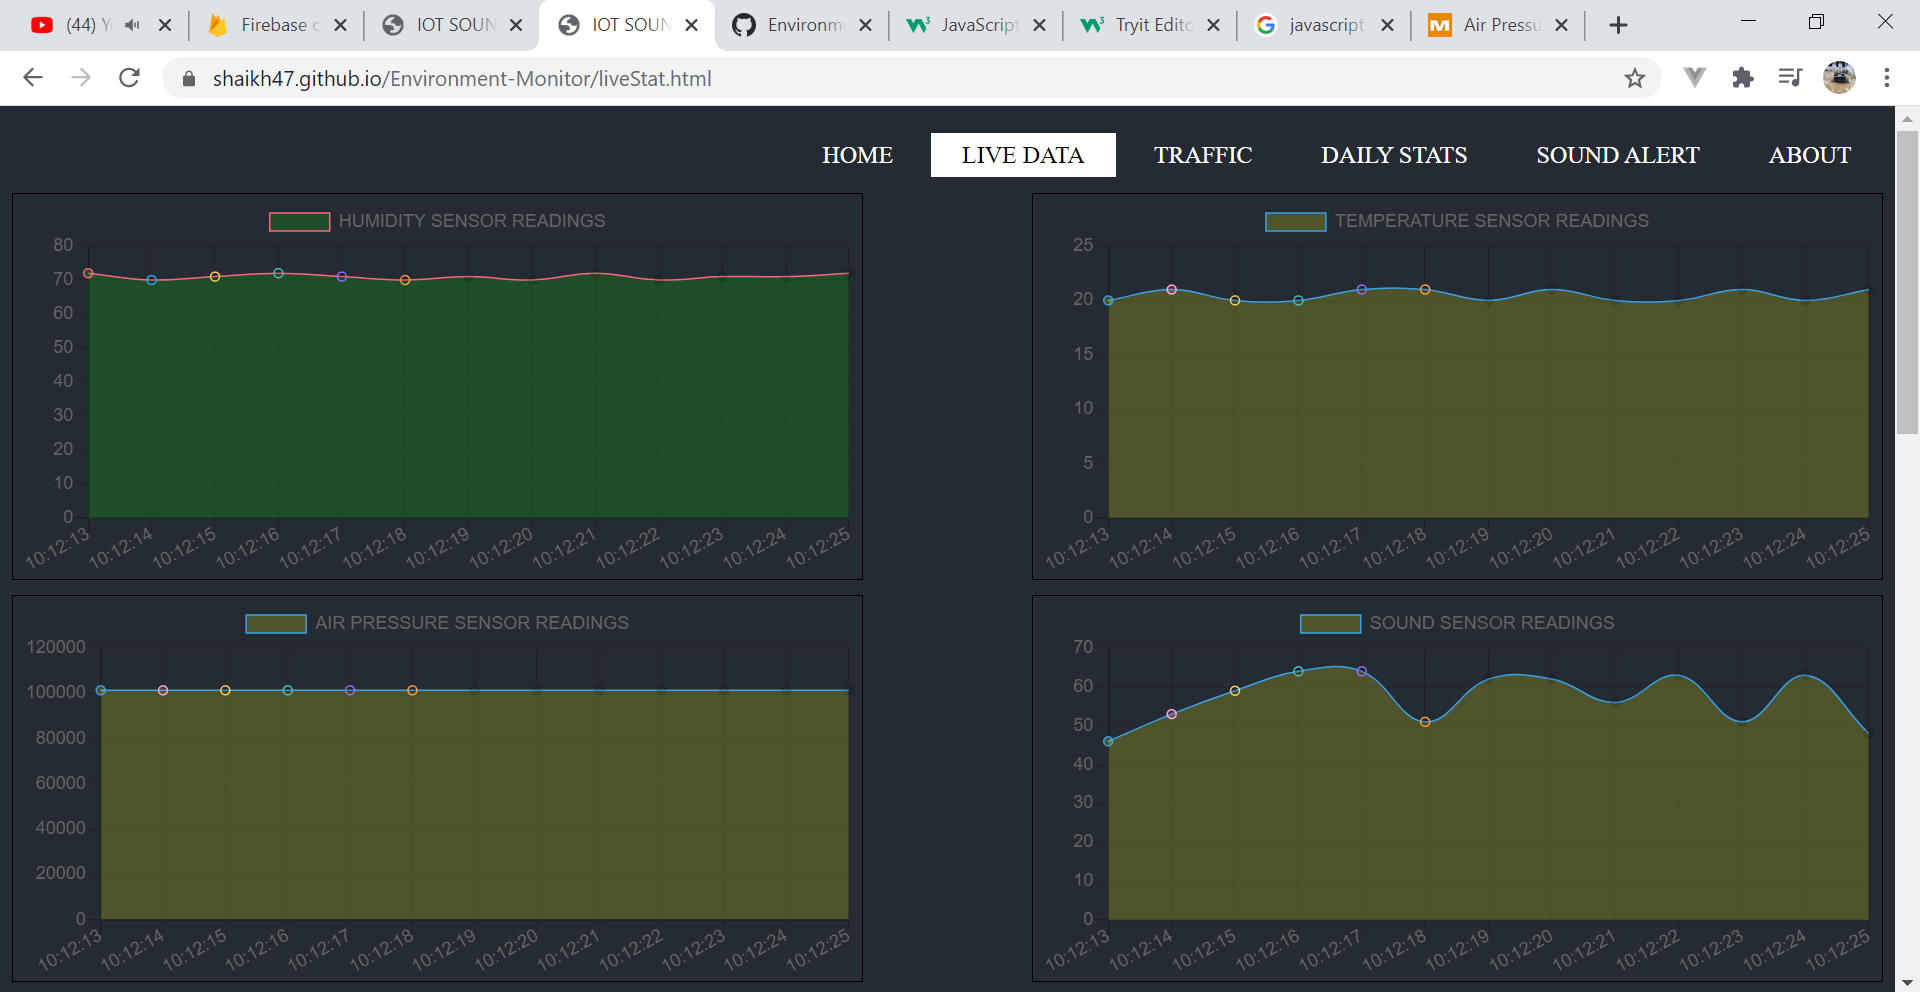 (44) Y
Firebase c
IOT SOUN
IOT SOUN
Environm
JavaScript
Tryit Edito
javascript
Air Pressu
shaikh47.github.io/Environment-Monitor/liveStat.html
HOME LIVE DATA TRAFFIC DAILY STATS SOUND ALERT ABOUT
HUMIDITY SENSOR READINGS
80
70
60
50
40
30
20
10
0
10:12:13 10:12:14 10:12:15 10:12:16 10:12:17 10:12:18 10:12:19 10:12:20 10:12:21 10:12:22 10:12:23 10:12:24 10:12:25
TEMPERATURE SENSOR READINGS
25
20
15
10
5
0
10:12:13 10:12:14 10:12:15 10:12:16 10:12:17 10:12:18 10:12:19 10:12:20 10:12:21 10:12:22 10:12:23 10:12:24 10:12:25
AIR PRESSURE SENSOR READINGS
120000
100000
80000
60000
40000
20000
0
10:12:13 10:12:14 10:12:15 10:12:16 10:12:17 10:12:18 10:12:19 10:12:20 10:12:21 10:12:22 10:12:23 10:12:24 10:12:25
SOUND SENSOR READINGS
70
60
50
40
30
20
10
0
10:12:13 10:12:14 10:12:15 10:12:16 10:12:17 10:12:18 10:12:19 10:12:20 10:12:21 10:12:22 10:12:23 10:12:24 10:12:25